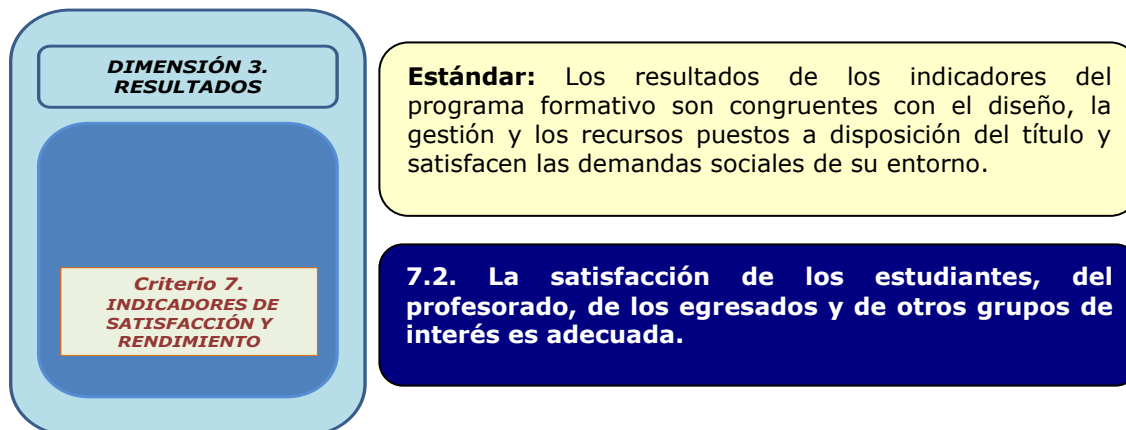 DIMENSIÓN 3.
RESULTADOS
Criterio 7.
INDICADORES DE
SATISFACCIÓN Y
RENDIMIENTO
Estándar: Los resultados de los indicadores del
programa formativo son congruentes con el diseño, la
gestión y los recursos puestos a disposición del título y
satisfacen las demandas sociales de su entorno.
7.2. La satisfacción de los estudiantes, del
profesorado, de los egresados y de otros grupos de
interés es adecuada.